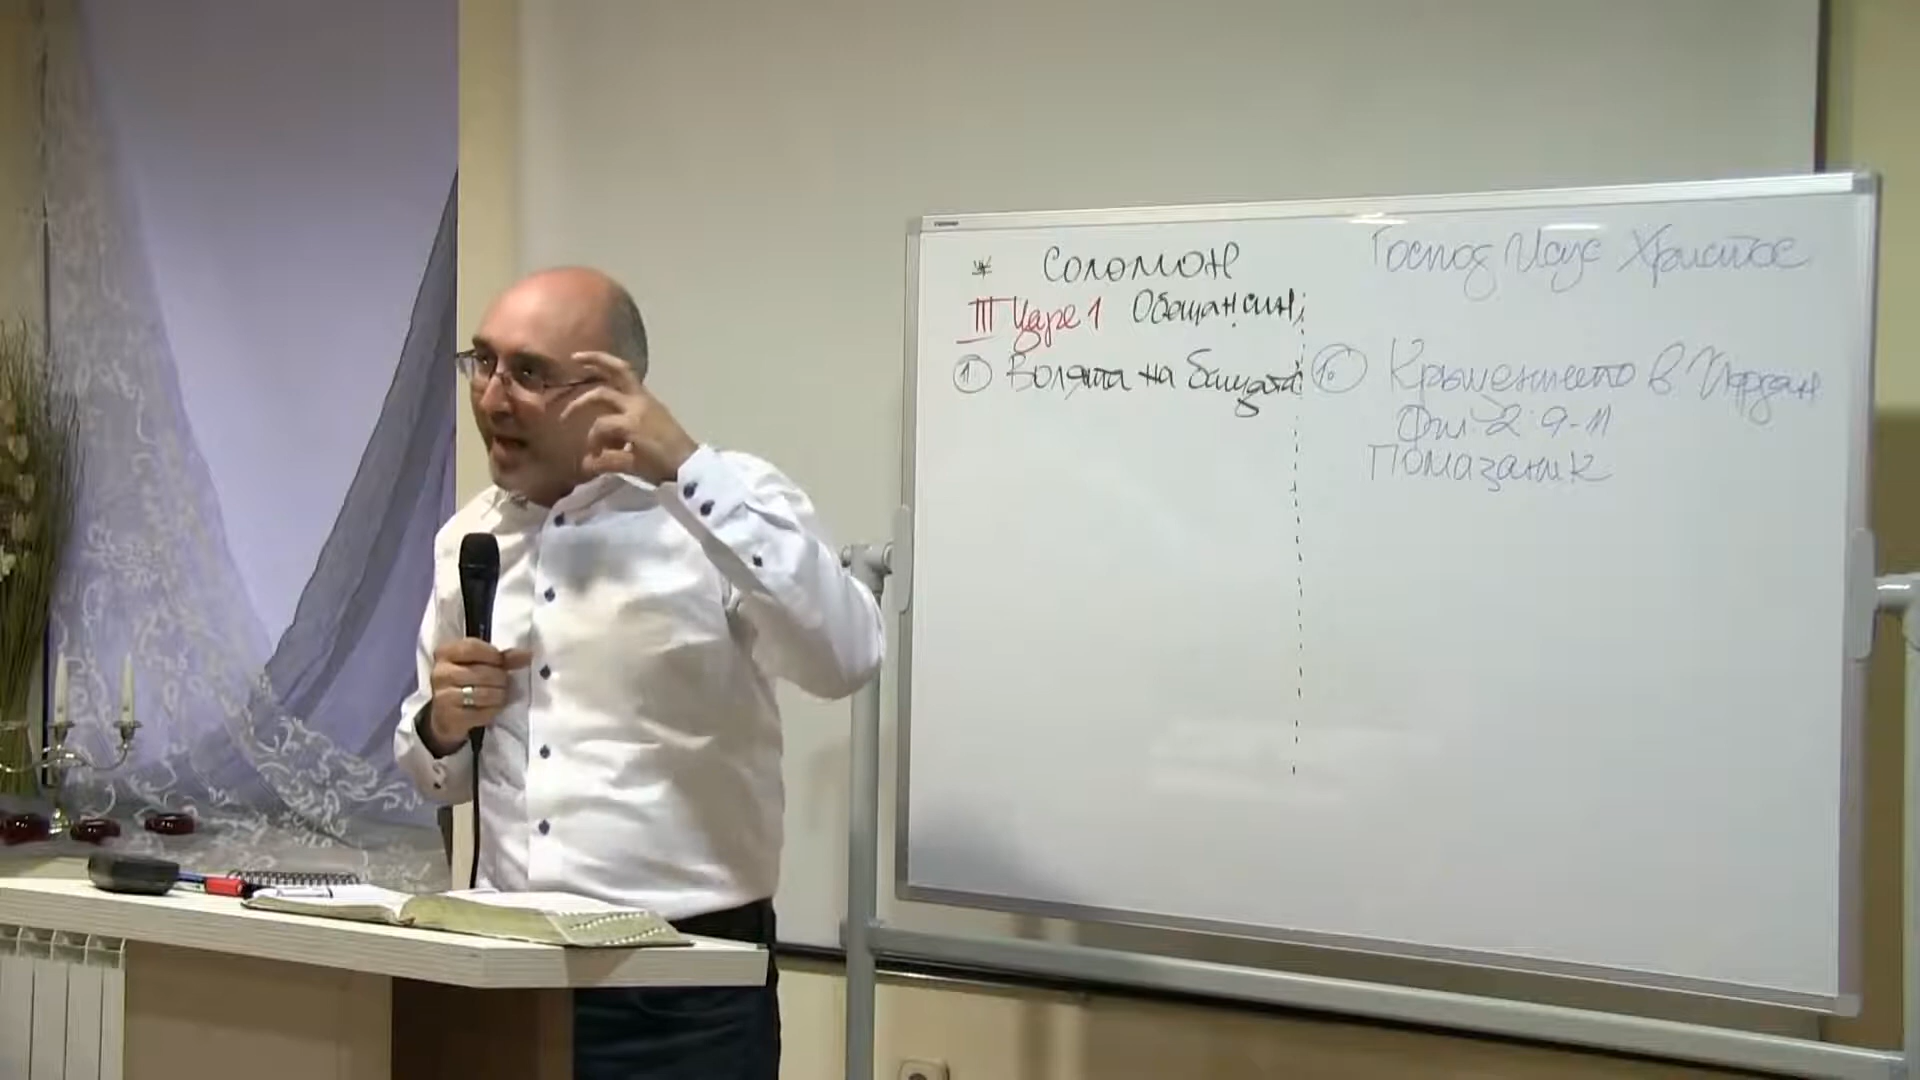 * Соломон
III Царе 1 Обещан син
① Волята на бащата
Господ Исус Христос
①. Кръщението в Йордан
Фил. 2:9-11
Помазаник